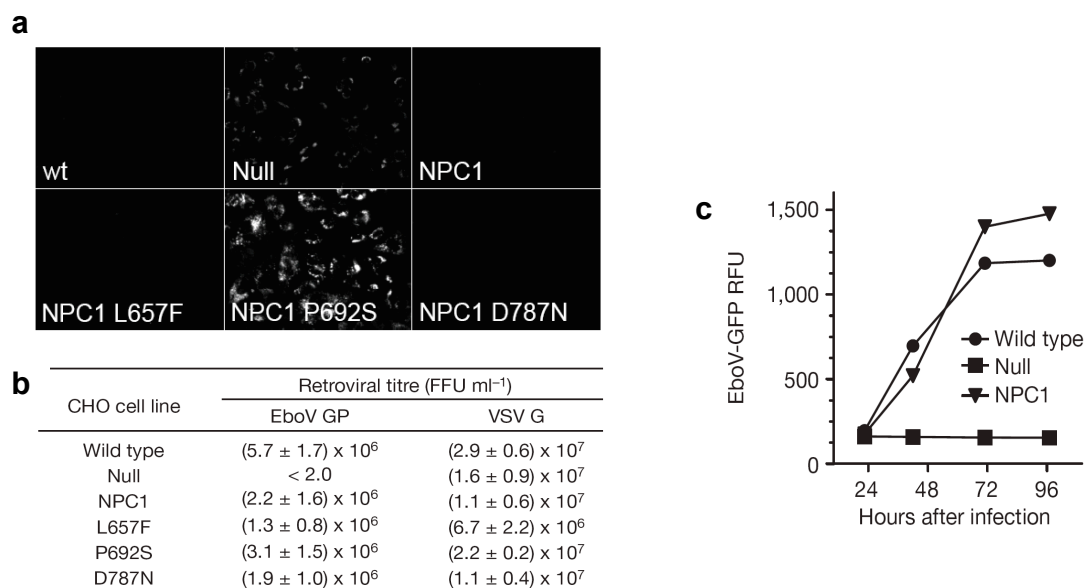 a
wt
Null
NPC1
NPC1 L657F
NPC1 P692S
NPC1 D787N
b
CHO cell line
Retroviral titre (FFU ml⁻¹)
EboV GP
VSV G
Wild type (5.7 ± 1.7) x 10⁶ (2.9 ± 0.6) x 10⁷
Null < 2.0 (1.6 ± 0.9) x 10⁷
NPC1 (2.2 ± 1.6) x 10⁶ (1.1 ± 0.6) x 10⁷
L657F (1.3 ± 0.8) x 10⁶ (6.7 ± 2.2) x 10⁶
P692S (3.1 ± 1.5) x 10⁶ (2.2 ± 0.2) x 10⁷
D787N (1.9 ± 1.0) x 10⁶ (1.1 ± 0.4) x 10⁷
c
EboV-GFP RFU
1,500
1,000
500
0
Wild type
Null
NPC1
24 48 72 96
Hours after infection